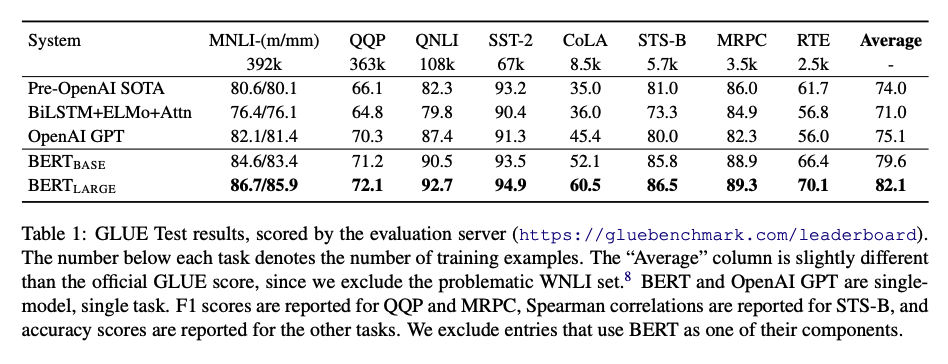 System MNLI-(m/mm) QQP QNLI SST-2 CoLA STS-B MRPC RTE Average
392k 363k 108k 67k 8.5k 5.7k 3.5k 2.5k -
Pre-OpenAI SOTA 80.6/80.1 66.1 82.3 93.2 35.0 81.0 86.0 61.7 74.0
BiLSTM+ELMo+Attn 76.4/76.1 64.8 79.8 90.4 36.0 73.3 84.9 56.8 71.0
OpenAI GPT 82.1/81.4 70.3 87.4 91.3 45.4 80.0 82.3 56.0 75.1
BERTBASE 84.6/83.4 71.2 90.5 93.5 52.1 85.8 88.9 66.4 79.6
BERTLARGE 86.7/85.9 72.1 92.7 94.9 60.5 86.5 89.3 70.1 82.1
Table 1: GLUE Test results, scored by the evaluation server (https://gluebenchmark.com/leaderboard).
The number below each task denotes the number of training examples. The “Average” column is slightly different
than the official GLUE score, since we exclude the problematic WNLI set.8 BERT and OpenAI GPT are single-
model, single task. F1 scores are reported for QQP and MRPC, Spearman correlations are reported for STS-B, and
accuracy scores are reported for the other tasks. We exclude entries that use BERT as one of their components.